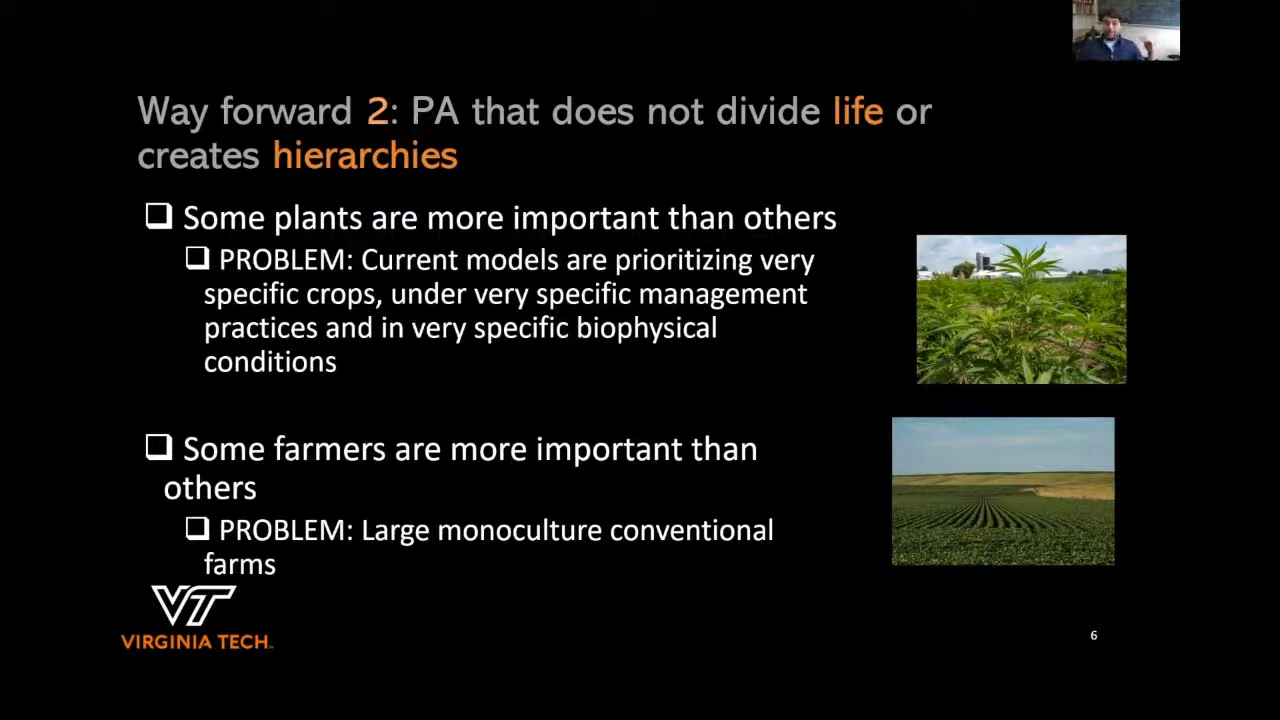 Way forward 2: PA that does not divide life or
creates hierarchies
Some plants are more important than others
PROBLEM: Current models are prioritizing very
specific crops, under very specific management
practices and in very specific biophysical
conditions
Some farmers are more important than
others
PROBLEM: Large monoculture conventional
farms
VT
VIRGINIA TECH
6